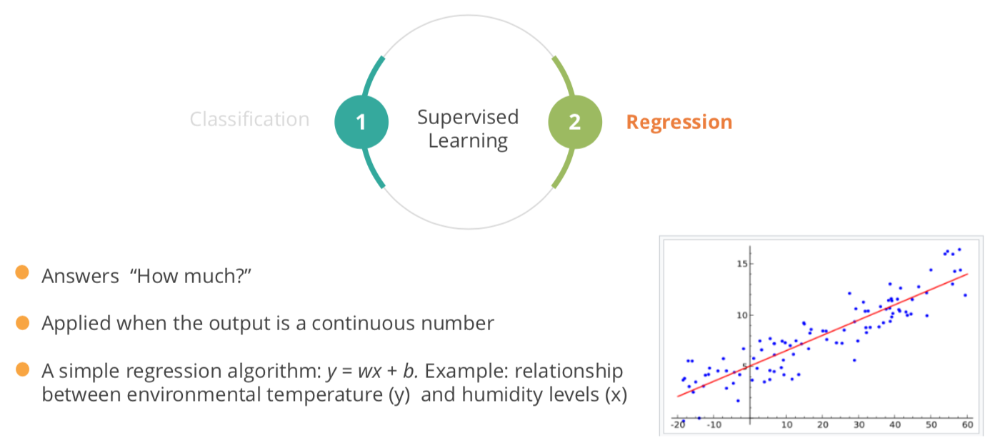 Classification
1
Supervised
Learning
2
Regression
Answers “How much?”
Applied when the output is a continuous number
A simple regression algorithm: y = wx + b. Example: relationship
between environmental temperature (y) and humidity levels (x)
15
10
5
-20 -10 10 20 30 40 50 60